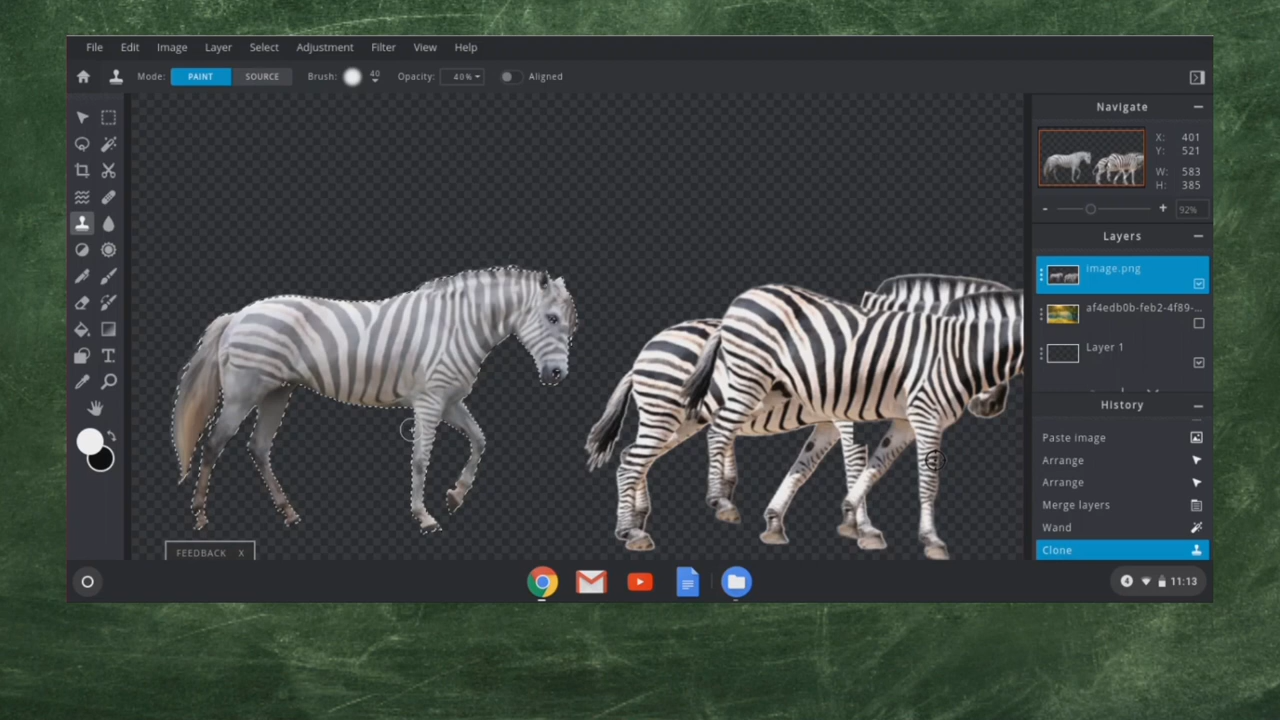 File Edit Image Layer Select Adjustment Filter View Help
Mode: PAINT SOURCE Brush: 40 Opacity: 40% Aligned
Navigate
X: 401
Y: 521
W: 583
H: 385
- + 92%
Layers
image.png
af4edb0b-feb2-4f89-...
Layer 1
History
Paste image
Arrange
Arrange
Merge layers
Wand
Clone
FEEDBACK X
4 11:13